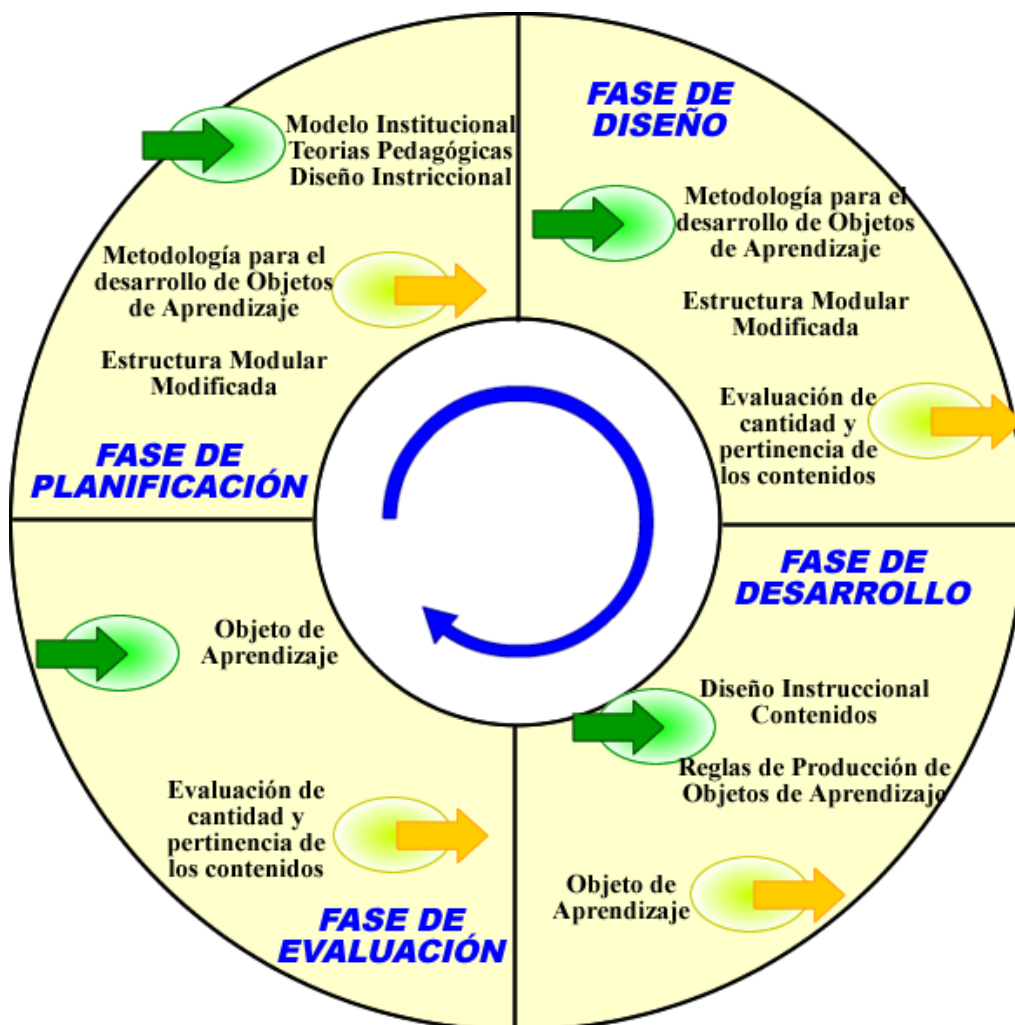 Modelo Institucional
Teorias Pedagógicas
Diseño Instriccional
Metodología para el
desarrollo de Objetos
de Aprendizaje
Estructura Modular
Modificada
FASE DE
PLANIFICACIÓN
FASE DE
DISEÑO
Metodología para el
desarrollo de Objetos
de Aprendizaje
Estructura Modular
Modificada
Evaluación de
cantidad y
pertinencia de
los contenidos
FASE DE
DESARROLLO
Diseño Instruccional
Contenidos
Reglas de Producción de
Objetos de Aprendizaje
Objeto de
Aprendizaje
Objeto de
Aprendizaje
Evaluación de
cantidad y
pertinencia de
los contenidos
FASE DE
EVALUACIÓN